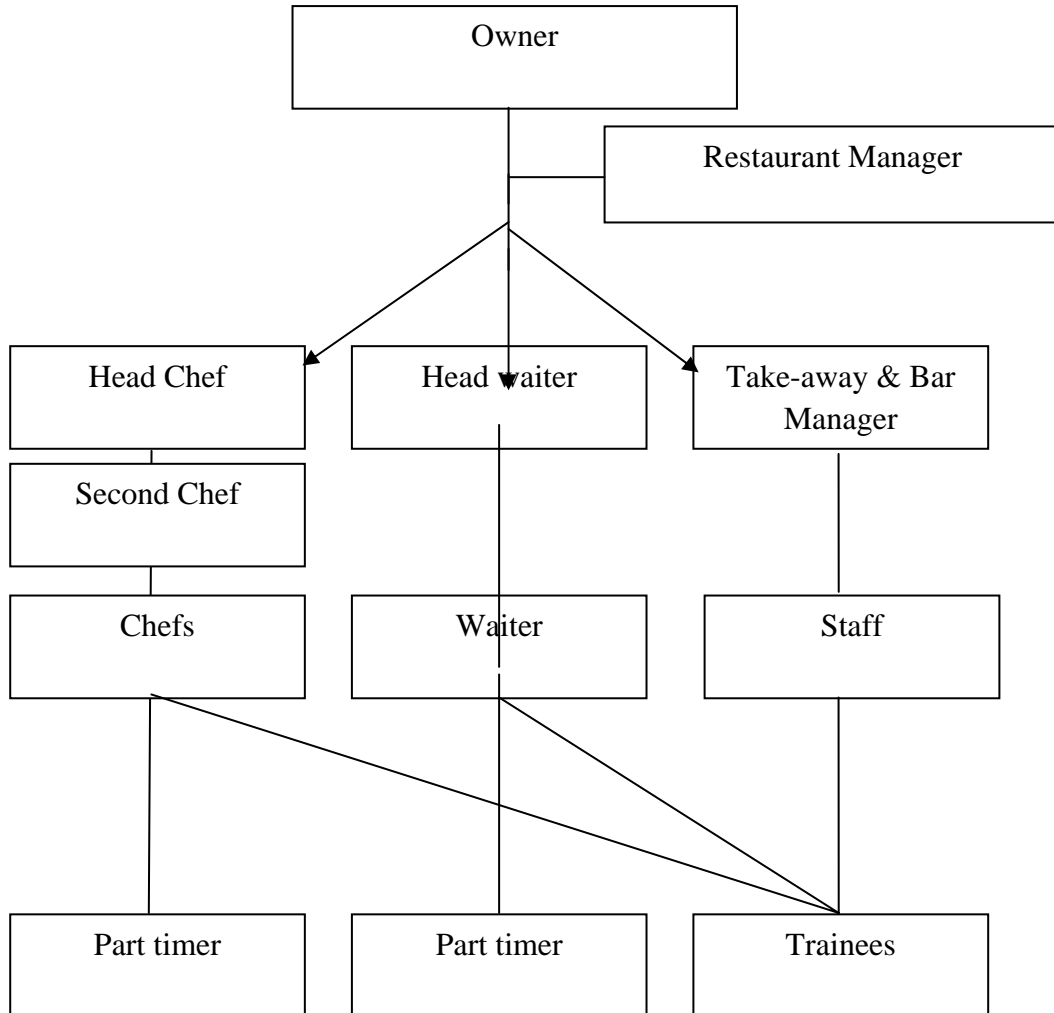 Owner
Restaurant Manager
Head Chef
Head waiter
Take-away & Bar
Manager
Second Chef
Chefs
Waiter
Staff
Part timer
Part timer
Trainees